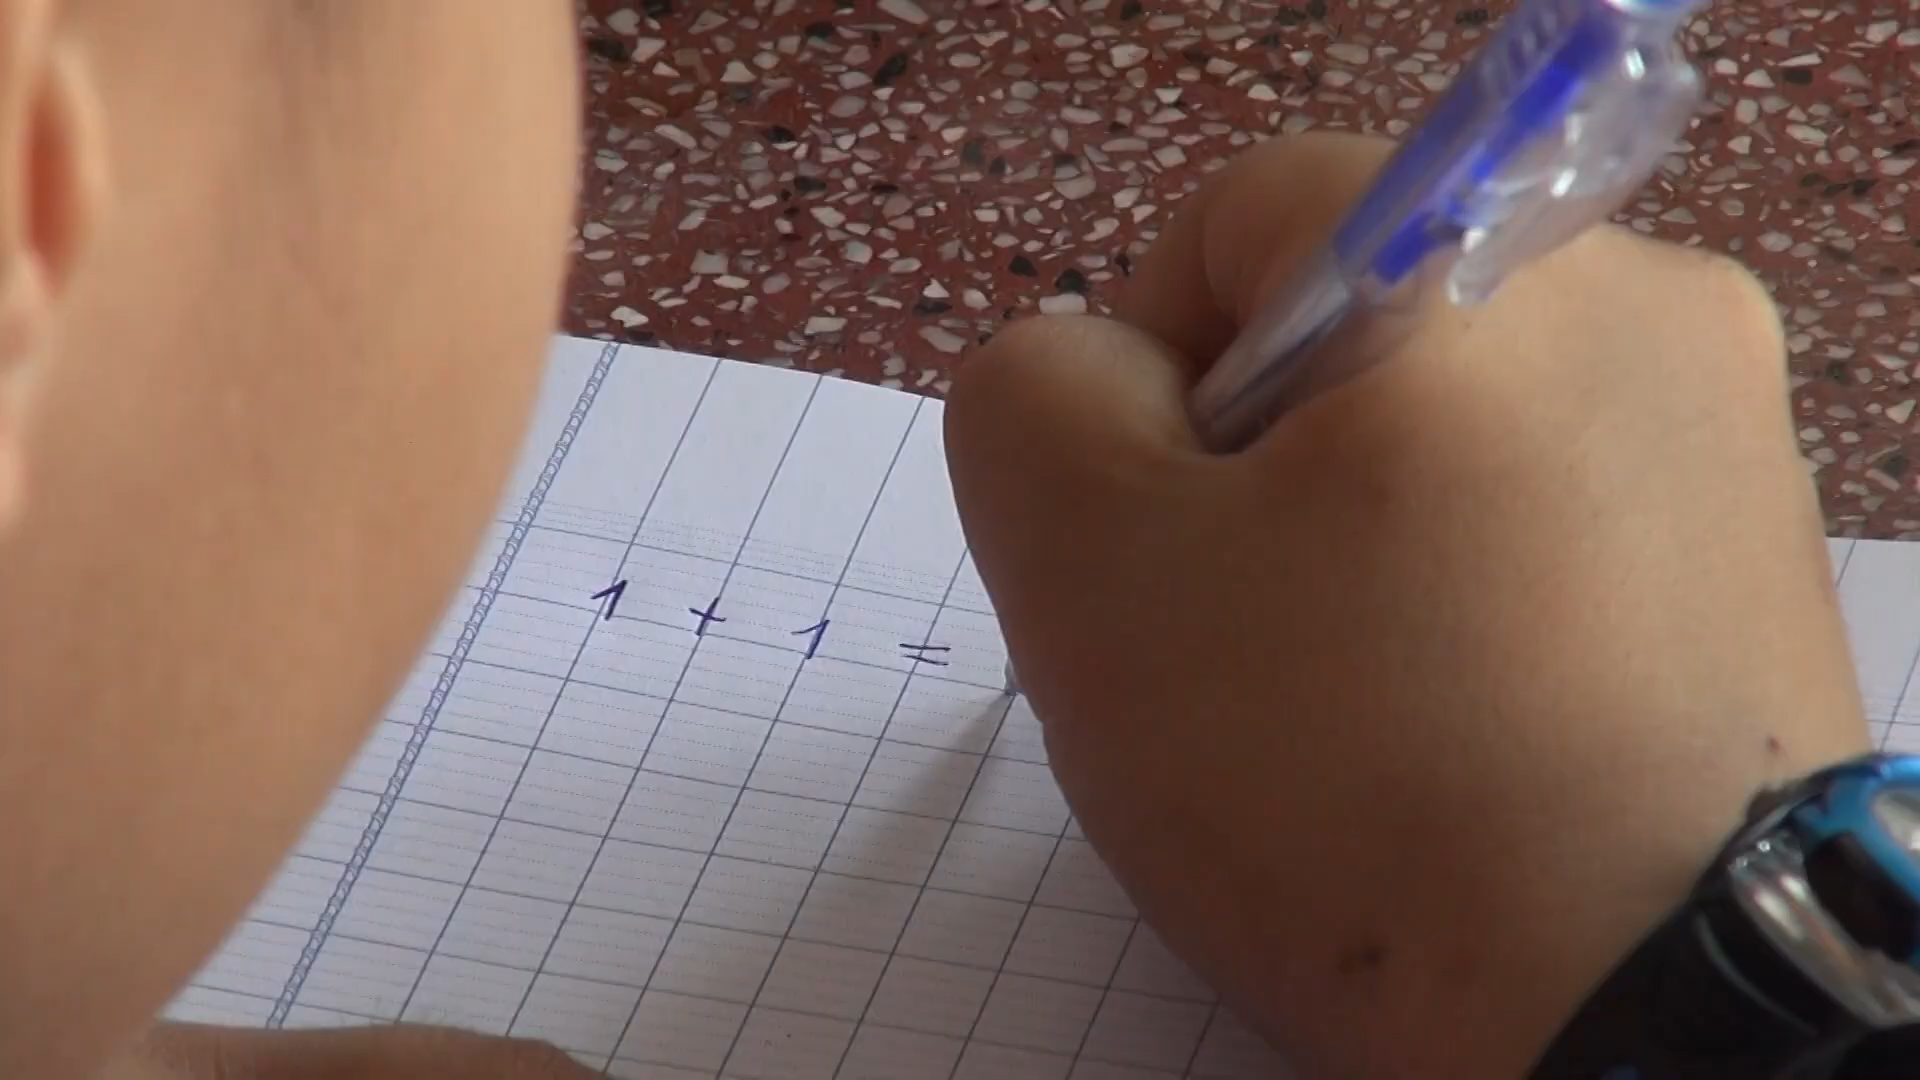 1 + 1 =